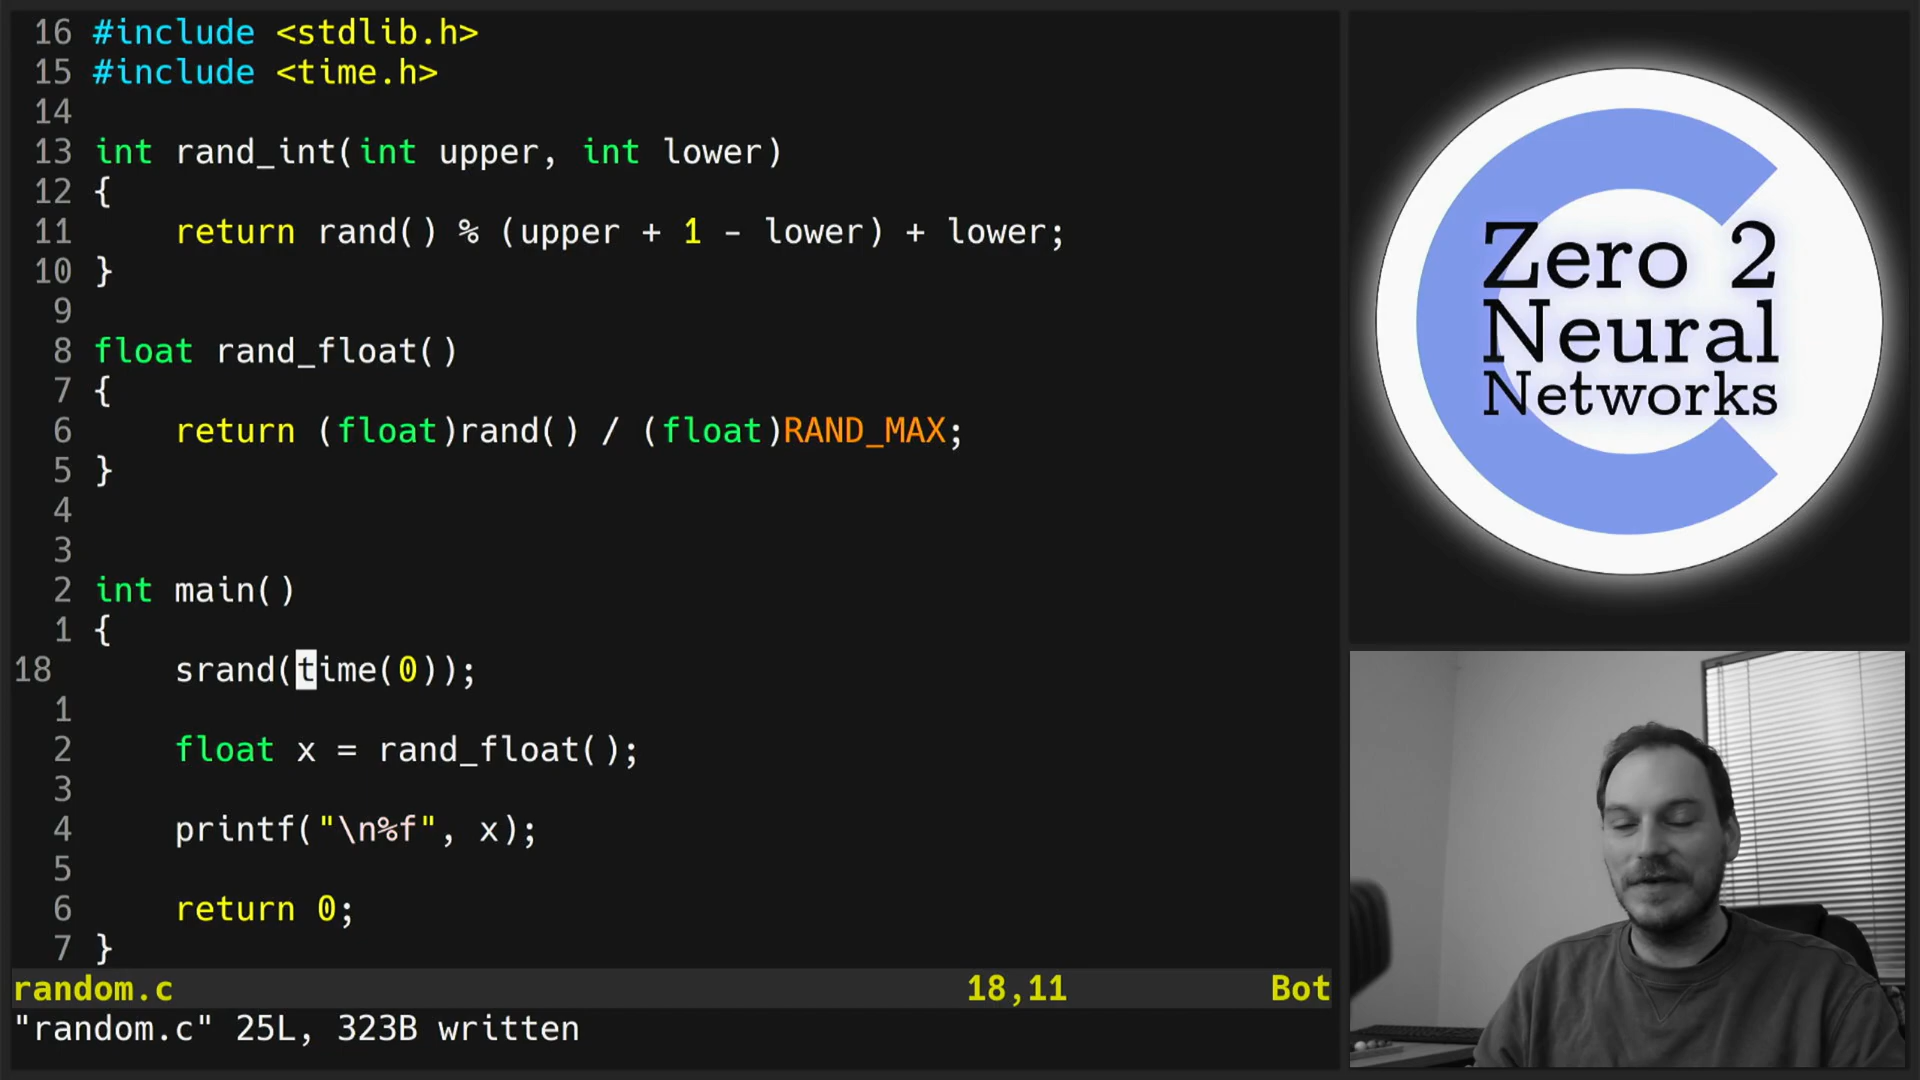 16 #include <stdlib.h>
15 #include <time.h>
14
13 int rand_int(int upper, int lower)
12 {
11     return rand() % (upper + 1 - lower) + lower;
10 }
9
8 float rand_float()
7 {
6     return (float)rand() / (float)RAND_MAX;
5 }
4
3
2 int main()
1 {
18     srand(time(0));
1
2     float x = rand_float();
3
4     printf("\n%f", x);
5
6     return 0;
7 }
random.c 18,11 Bot
"random.c" 25L, 323B written
Zero 2
Neural
Networks